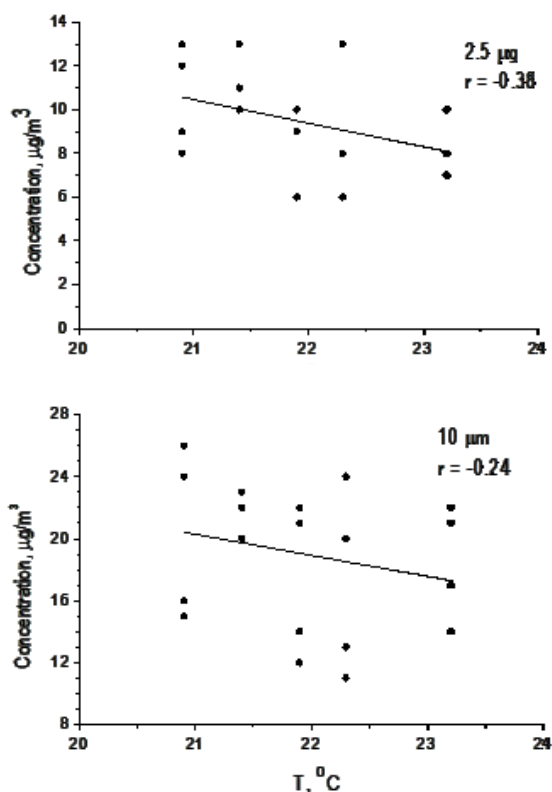 14
12
10
8
6
4
2
0
Concentration, µg/m³
2.5 µg
r = -0.38
20 21 22 23 24
28
24
20
16
12
8
Concentration, µg/m³
10 µm
r = -0.24
20 21 22 23 24
T, °C